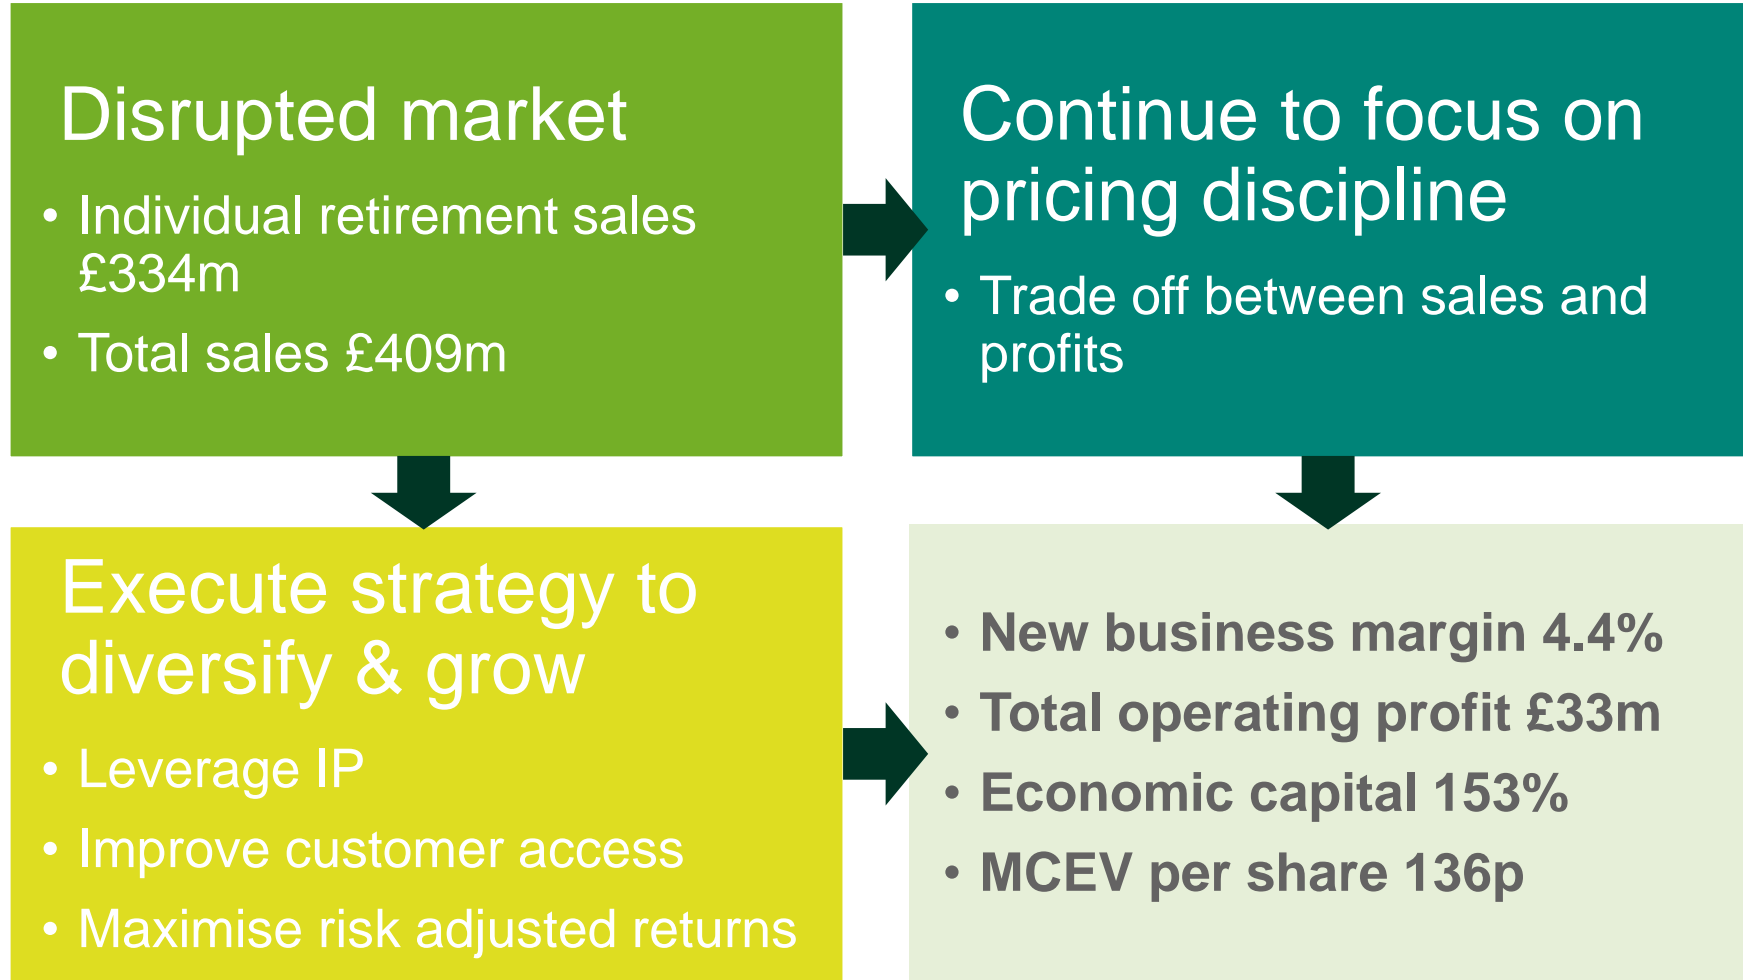 Disrupted market
• Individual retirement sales
£334m
• Total sales £409m
Continue to focus on
pricing discipline
• Trade off between sales and
profits
Execute strategy to
diversify & grow
• Leverage IP
• Improve customer access
• Maximise risk adjusted returns
• New business margin 4.4%
• Total operating profit £33m
• Economic capital 153%
• MCEV per share 136p